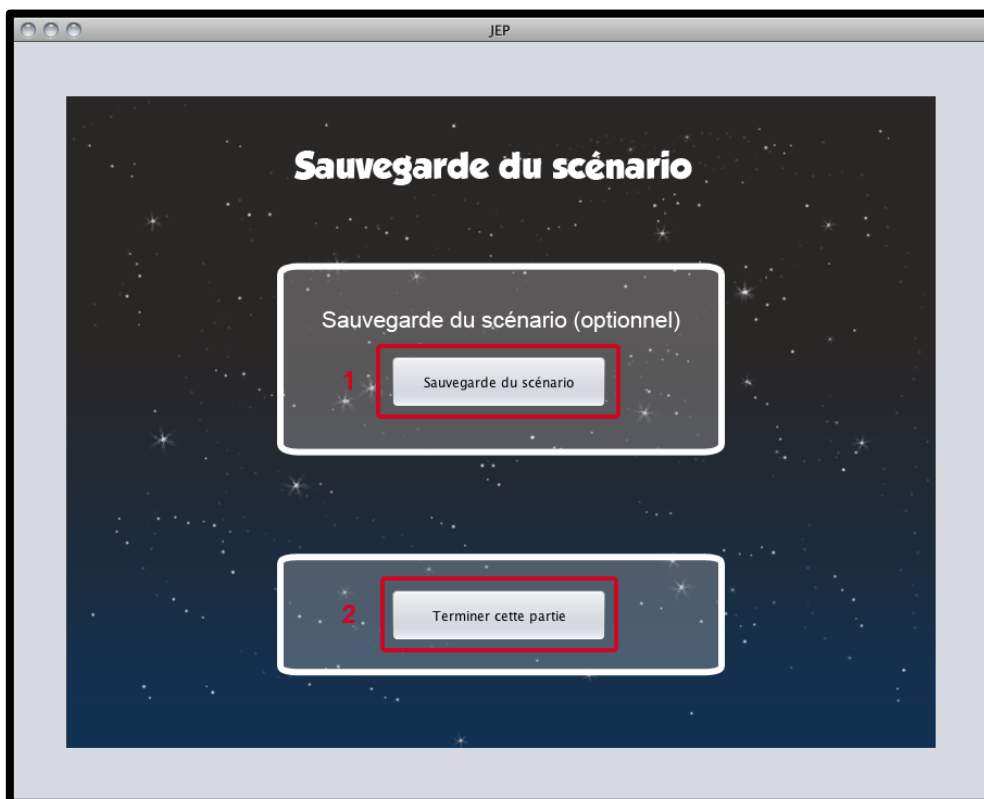 JEP
Sauvegarde du scénario
Sauvegarde du scénario (optionnel)
1
Sauvegarde du scénario
2
Terminer cette partie